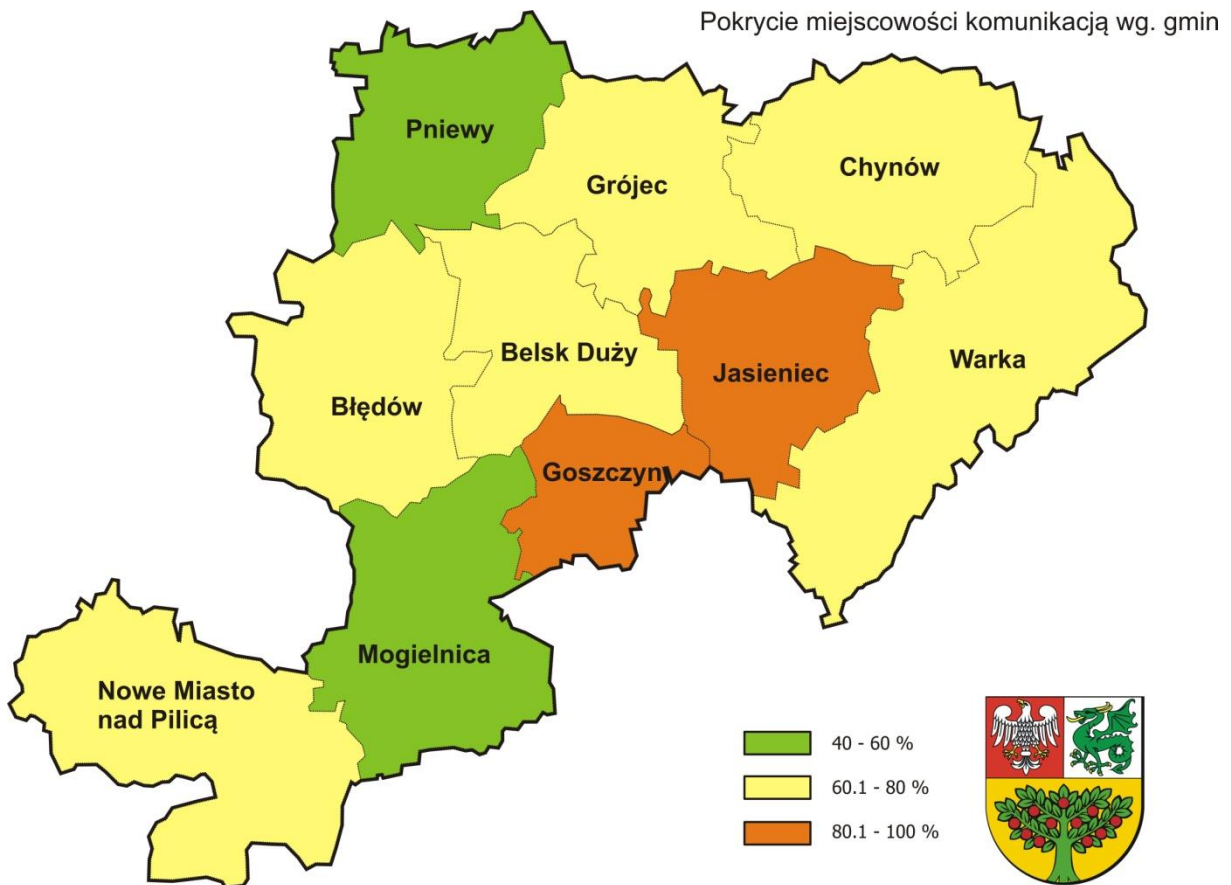 Pokrycie miejscowości komunikacją wg. gmin
Pniewy
Grójec
Chynów
Belsk Duży
Jasieniec
Warka
Błędów
Goszczyn
Mogielnica
Nowe Miasto
nad Pilicą
40 - 60 %
60.1 - 80 %
80.1 - 100 %